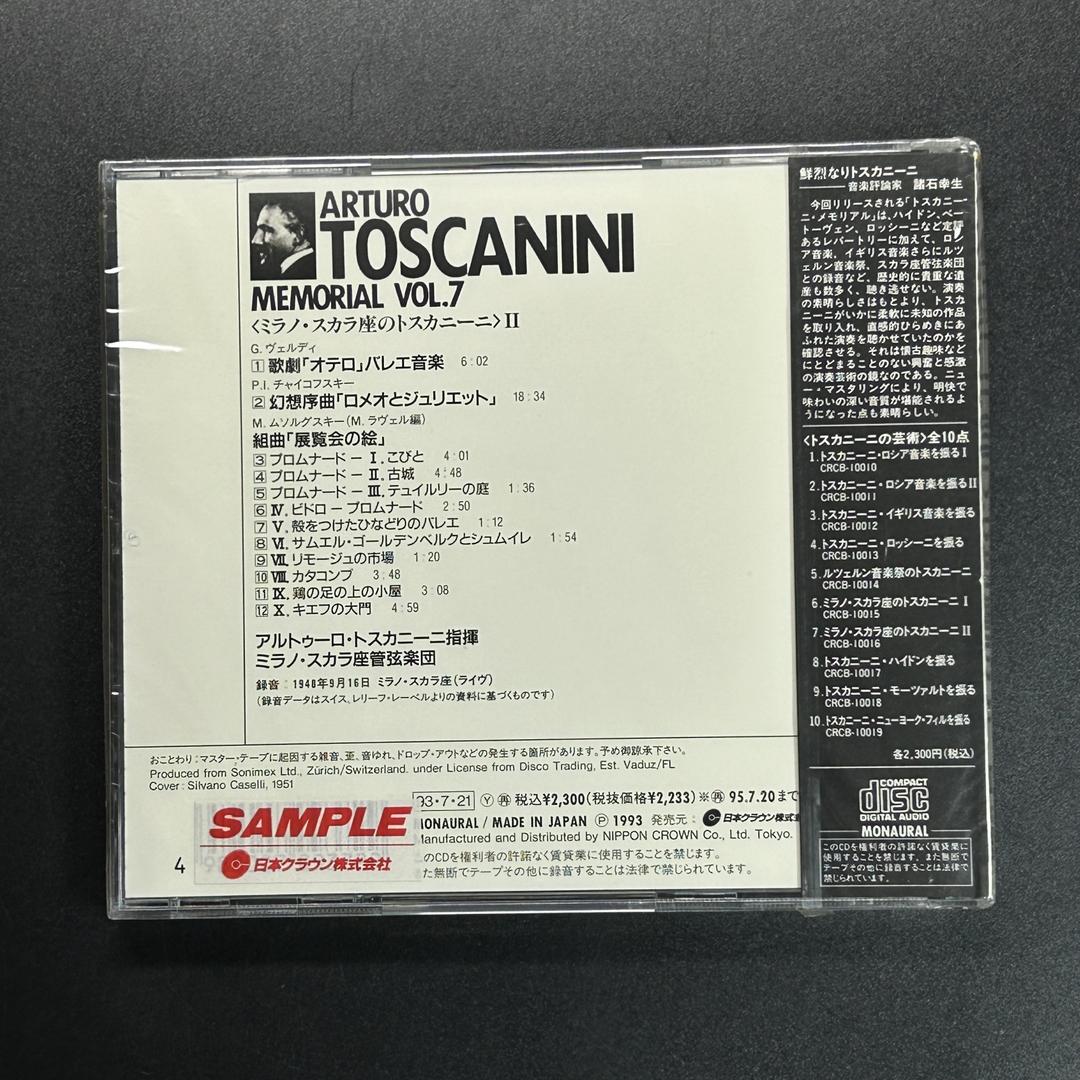 ARTURO
TOSCANINI
MEMORIAL VOL.7
〈ミラノ・スカラ座のトスカニーニ〉II
G. ヴェルディ
1 歌劇「オテロ」バレエ音楽 6:02
P.I. チャイコフスキー
2 幻想序曲「ロメオとジュリエット」 18:34
M. ムソルグスキー(M. ラヴェル編)
組曲「展覧会の絵」
3 プロムナード－I. こびと 4:01
4 プロムナード－II. 古城 4:48
5 プロムナード－III. テュイルリーの庭 1:36
6 IV. ビドロ－プロムナード 2:50
7 V. 殻をつけたひなどりのバレエ 1:12
8 VI. サムエル・ゴールデンベルクとシュムイレ 1:54
9 VII. リモージュの市場 1:20
10 VIII. カタコンブ 3:48
11 IX. 鶏の足の上の小屋 3:08
12 X. キエフの大門 4:59
アルトゥーロ・トスカニーニ指揮
ミラノ・スカラ座管弦楽団
録音：1948年9月16日 ミラノ・スカラ座(ライヴ)
(録音データはスイス、レリーフ・レーベルよりの資料に基づくものです)
おことわり：マスター・テープに起因する雑音、歪、音ゆれ、ドロップ・アウトなどの発生する箇所があります。予め御諒承下さい。
Produced from Sonimex Ltd., Zürich/Switzerland. under License from Disco Trading, Est. Vaduz/FL
Cover: Silvano Caselli, 1951
93・7・21 Ⓨ 再 税込¥2,300(税抜価格¥2,233)※再 95.7.20まで
MONAURAL / MADE IN JAPAN Ⓟ 1993 発売元：日本クラウン株式会
Manufactured and Distributed by NIPPON CROWN Co., Ltd. Tokyo.
このCDを権利者の許諾なく賃貸業に使用することを禁じます。
た無断でテープその他に録音することは法律で禁じられています。
SAMPLE
日本クラウン株式会社
4
鮮烈なりトスカニーニ
音楽評論家 諸石幸生
今回リリースされる「トスカニー
ニ・メモリアル」は、ハイドン、ベー
トーヴェン、ロッシーニなど定評
あるレパートリーに加えて、ロシ
ア音楽、イギリス音楽さらにルツ
ェルン音楽祭、スカラ座管弦楽団
との録音など、歴史的に貴重な遺
産も数多く、聴き逃せない。演奏
の素晴らしさはもとより、トスカ
ニーニがいかに柔軟に未知の作品
を取り入れ、直感的ひらめきにあ
ふれた演奏を聴かせていたのかを
確認させる。それは懐古趣味など
にとどまることのない興奮と感激
の演奏芸術の鏡なのである。ニュ
ー・マスタリングにより、明快で
味わいの深い音質が堪能されるよ
うになった点も素晴らしい。
〈トスカニーニの芸術〉全10点
1. トスカニーニ・ロシア音楽を振る I
CRCB-10010
2. トスカニーニ・ロシア音楽を振る II
CRCB-10011
3. トスカニーニ・イギリス音楽を振る
CRCB-10012
4. トスカニーニ・ロッシーニを振る
CRCB-10013
5. ルツェルン音楽祭のトスカニーニ
CRCB-10014
6. ミラノ・スカラ座のトスカニーニ I
CRCB-10015
7. ミラノ・スカラ座のトスカニーニ II
CRCB-10016
8. トスカニーニ・ハイドンを振る
CRCB-10017
9. トスカニーニ・モーツァルトを振る
CRCB-10018
10. トスカニーニ・ニューヨーク・フィルを振る
CRCB-10019
各2,300円(税込)
COMPACT
disc
DIGITAL AUDIO
MONAURAL
このCDを権利者の許諾なく賃貸業に
使用することを禁じます。また無断で
テープその他に録音することは法律で
禁じられています。